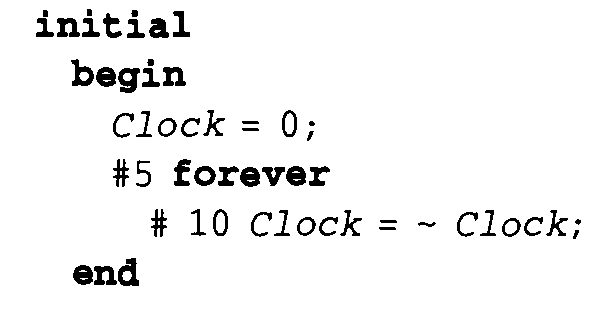 initial
begin
Clock = 0;
#5 forever
# 10 Clock = ~ Clock;
end